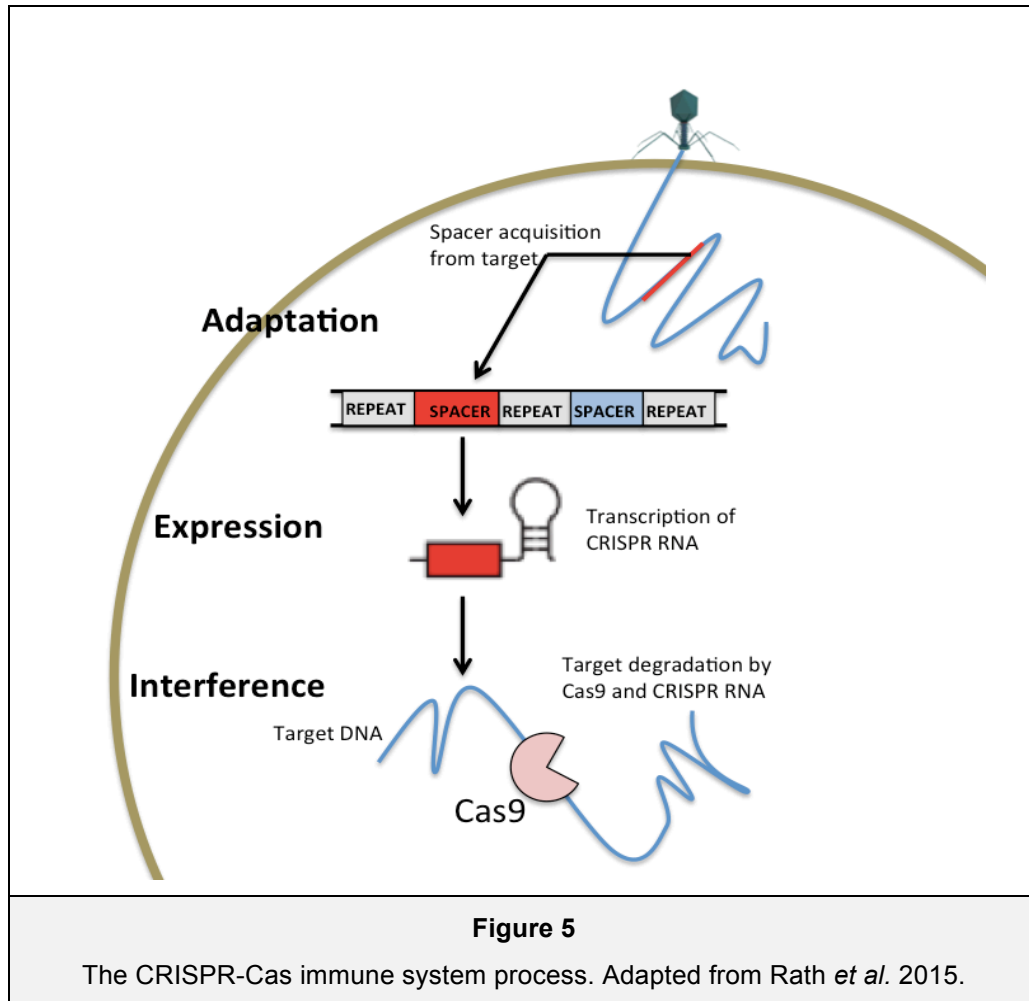 Spacer acquisition
from target
Adaptation
REPEAT SPACER REPEAT SPACER REPEAT
Expression
Transcription of
CRISPR RNA
Interference
Target degradation by
Cas9 and CRISPR RNA
Target DNA
Cas9
Figure 5
The CRISPR-Cas immune system process. Adapted from Rath et al. 2015.